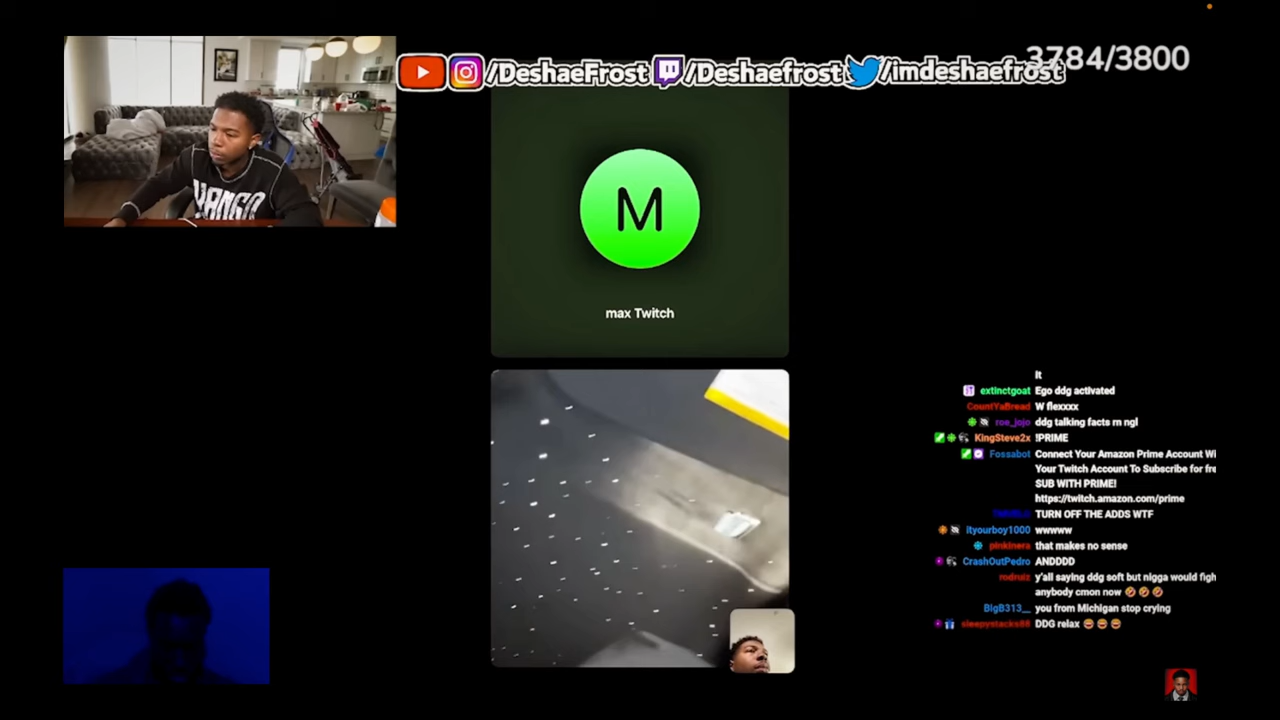 /DeshaeFrost /Deshaefrost /imdeshaefrost
3784/3800
HANGO
M
max Twitch
It
extinctgoat Ego ddg activated
CountYaBread W flexxxx
roe_jojo ddg talking facts rn ngl
KingSteve2x !PRIME
Fossabot Connect Your Amazon Prime Account Wi
Your Twitch Account To Subscribe for fre
SUB WITH PRIME!
https://twitch.amazon.com/prime
TURN OFF THE ADDS WTF
ityourboy1000 wwwww
pinkinera that makes no sense
CrashOutPedro ANDDDD
rodruiz y'all saying ddg soft but nigga would figh
anybody cmon now 🤣 🤣 🤣
BigB313__ you from Michigan stop crying
sleepystacks88 DDG relax 😂 😂 😂